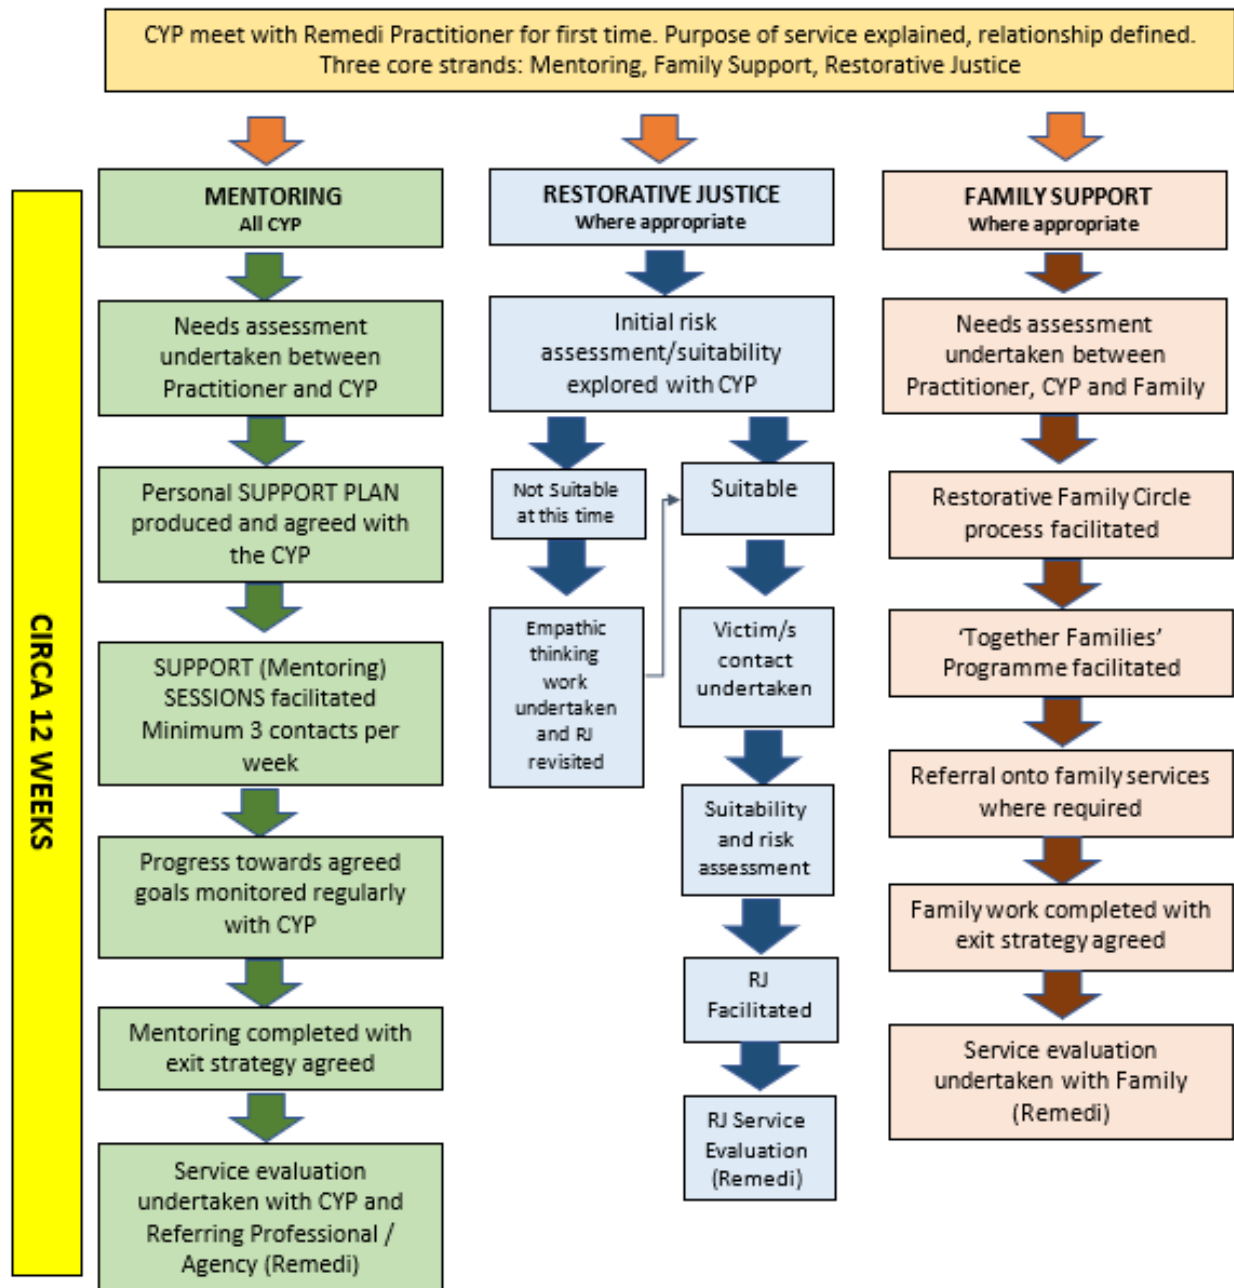 CYP meet with Remedi Practitioner for first time. Purpose of service explained, relationship defined.
Three core strands: Mentoring, Family Support, Restorative Justice
CIRCA 12 WEEKS
MENTORING
All CYP
Needs assessment
undertaken between
Practitioner and CYP
Personal SUPPORT PLAN
produced and agreed with
the CYP
SUPPORT (Mentoring)
SESSIONS facilitated
Minimum 3 contacts per
week
Progress towards agreed
goals monitored regularly
with CYP
Mentoring completed with
exit strategy agreed
Service evaluation
undertaken with CYP and
Referring Professional /
Agency (Remedi)
RESTORATIVE JUSTICE
Where appropriate
Initial risk
assessment/suitability
explored with CYP
Not Suitable
at this time
Empathic
thinking
work
undertaken
and RJ
revisited
Suitable
Victim/s
contact
undertaken
Suitability
and risk
assessment
RJ
Facilitated
RJ Service
Evaluation
(Remedi)
FAMILY SUPPORT
Where appropriate
Needs assessment
undertaken between
Practitioner, CYP and Family
Restorative Family Circle
process facilitated
‘Together Families’
Programme facilitated
Referral onto family services
where required
Family work completed with
exit strategy agreed
Service evaluation
undertaken with Family
(Remedi)